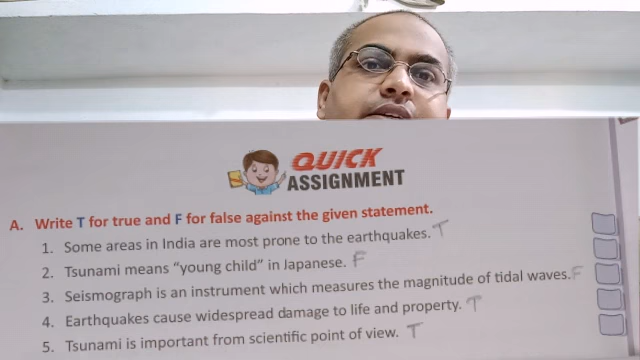 QUICK
ASSIGNMENT
A. Write T for true and F for false against the given statement.
1. Some areas in India are most prone to the earthquakes. T
2. Tsunami means “young child” in Japanese. F
3. Seismograph is an instrument which measures the magnitude of tidal waves. F
4. Earthquakes cause widespread damage to life and property. T
5. Tsunami is important from scientific point of view. T